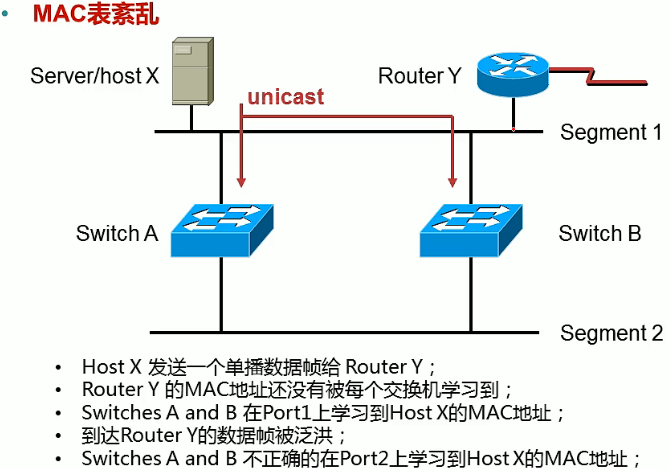 • MAC表紊乱
Server/host X
Router Y
unicast
Segment 1
Switch A
Switch B
Segment 2
• Host X 发送一个单播数据帧给 Router Y；
• Router Y 的MAC地址还没有被每个交换机学习到；
• Switches A and B 在Port1上学习到Host X的MAC地址；
• 到达Router Y的数据帧被泛洪；
• Switches A and B 不正确的在Port2上学习到Host X的MAC地址；